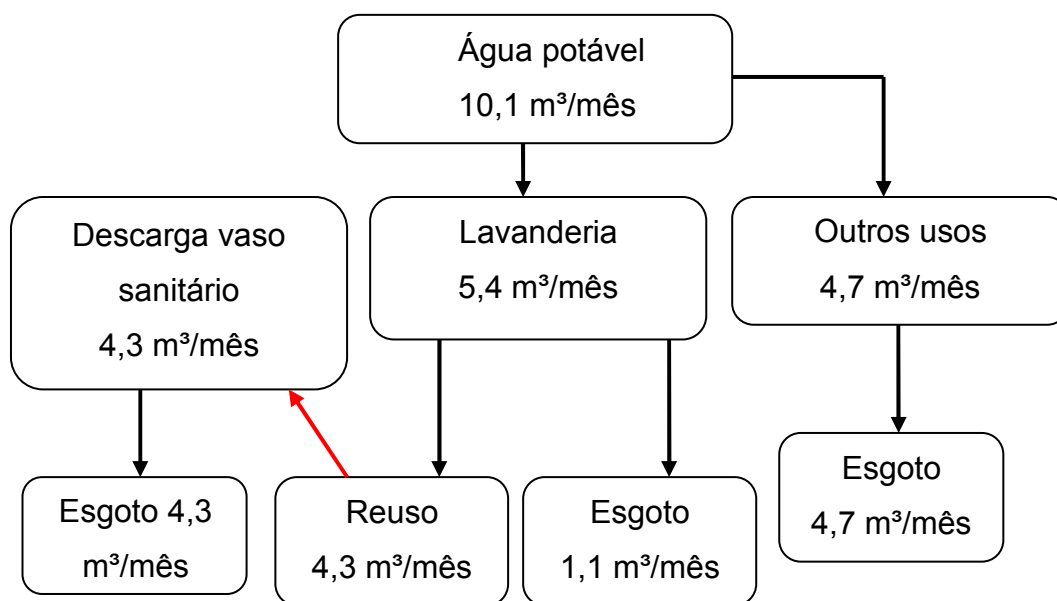 Água potável
10,1 m³/mês
Descarga vaso
sanitário
4,3 m³/mês
Lavanderia
5,4 m³/mês
Outros usos
4,7 m³/mês
Esgoto 4,3
m³/mês
Reuso
4,3 m³/mês
Esgoto
1,1 m³/mês
Esgoto
4,7 m³/mês